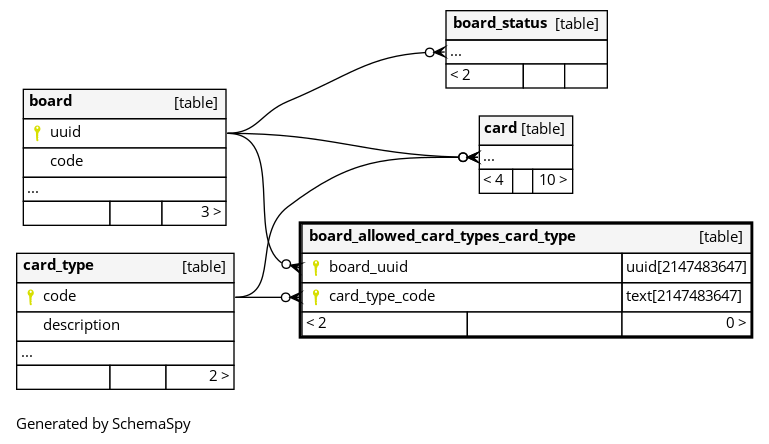 board_status [table]
...
< 2
board [table]
uuid
code
...
3 >
card [table]
...
< 4 10 >
board_allowed_card_types_card_type [table]
board_uuid uuid[2147483647]
card_type_code text[2147483647]
< 2 0 >
card_type [table]
code
description
...
2 >
Generated by SchemaSpy